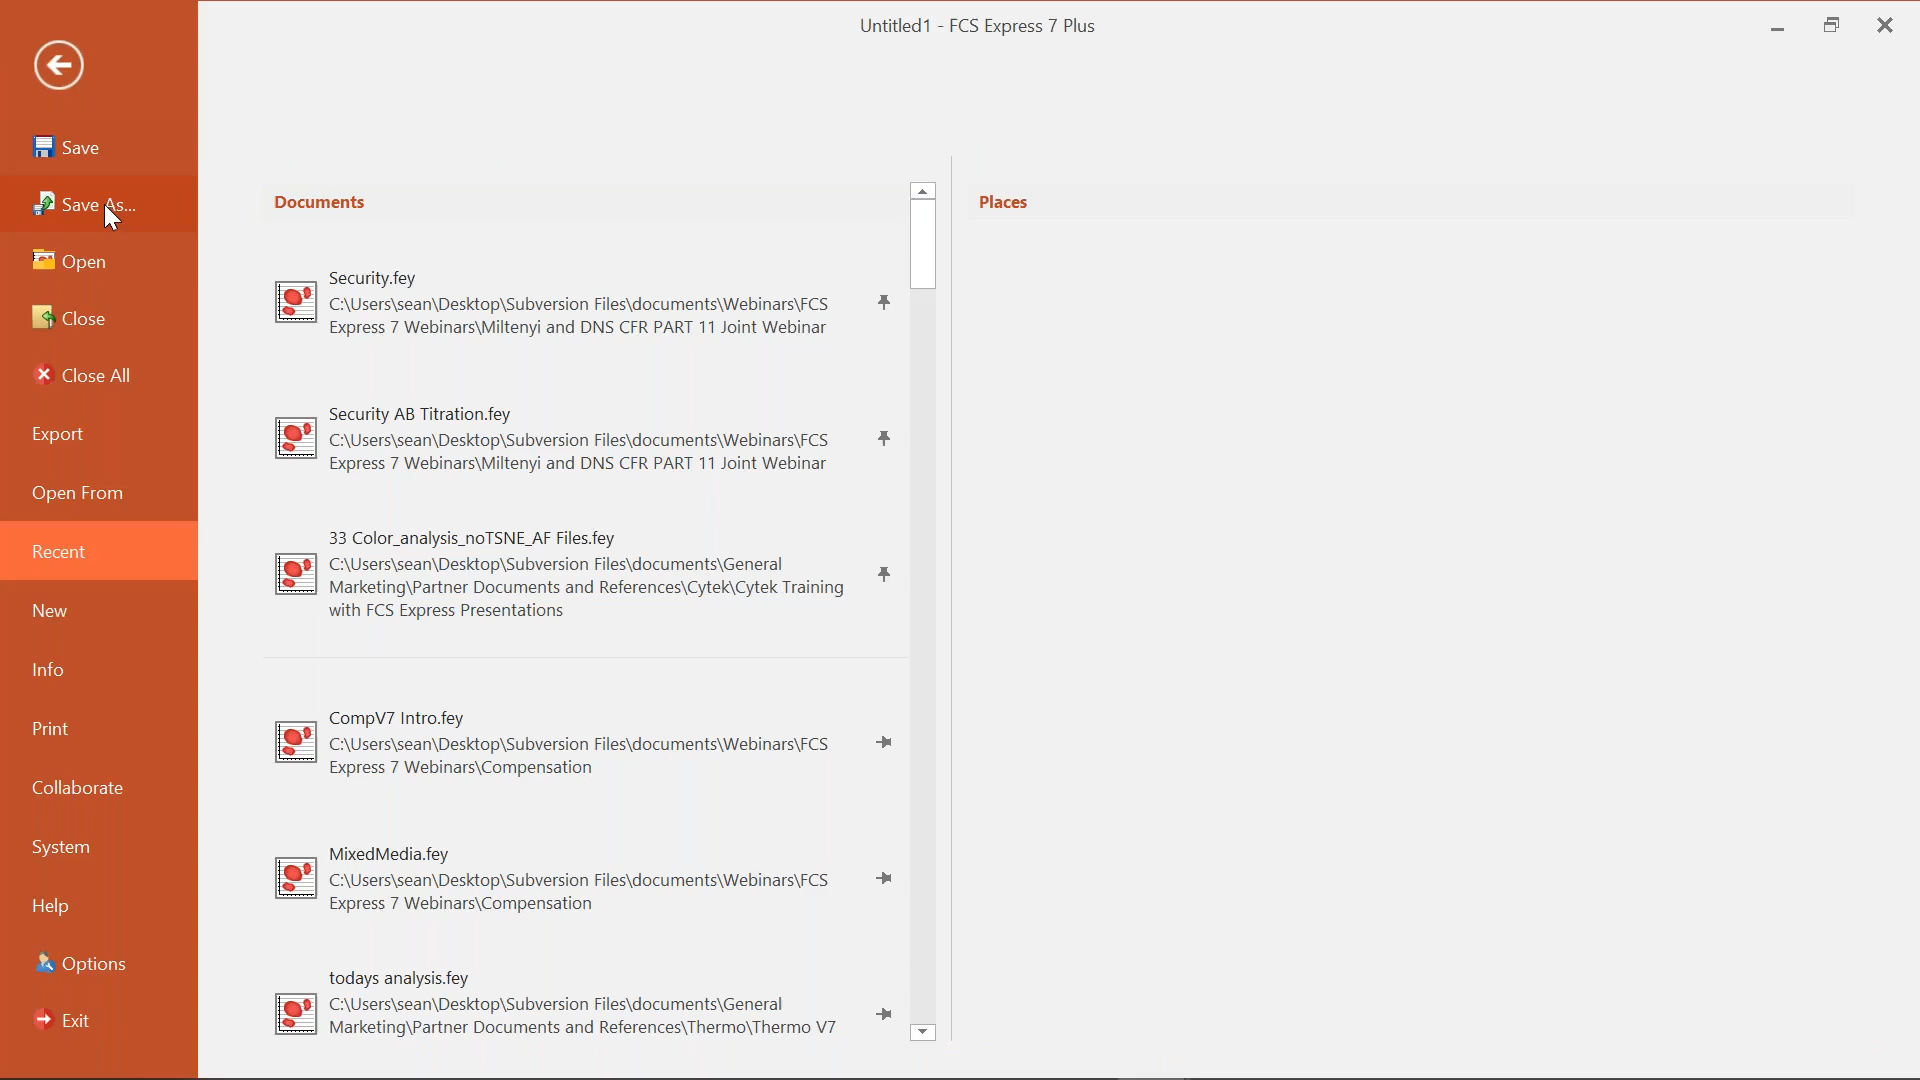 Untitled1 - FCS Express 7 Plus
Save
Save As...
Open
Close
Close All
Export
Open From
Recent
New
Info
Print
Collaborate
System
Help
Options
Exit
Documents
Security.fey
C:\Users\sean\Desktop\Subversion Files\documents\Webinars\FCS
Express 7 Webinars\Miltenyi and DNS CFR PART 11 Joint Webinar
Security AB Titration.fey
C:\Users\sean\Desktop\Subversion Files\documents\Webinars\FCS
Express 7 Webinars\Miltenyi and DNS CFR PART 11 Joint Webinar
33 Color_analysis_noTSNE_AF Files.fey
C:\Users\sean\Desktop\Subversion Files\documents\General
Marketing\Partner Documents and References\Cytek\Cytek Training
with FCS Express Presentations
CompV7 Intro.fey
C:\Users\sean\Desktop\Subversion Files\documents\Webinars\FCS
Express 7 Webinars\Compensation
MixedMedia.fey
C:\Users\sean\Desktop\Subversion Files\documents\Webinars\FCS
Express 7 Webinars\Compensation
todays analysis.fey
C:\Users\sean\Desktop\Subversion Files\documents\General
Marketing\Partner Documents and References\Thermo\Thermo V7
Places